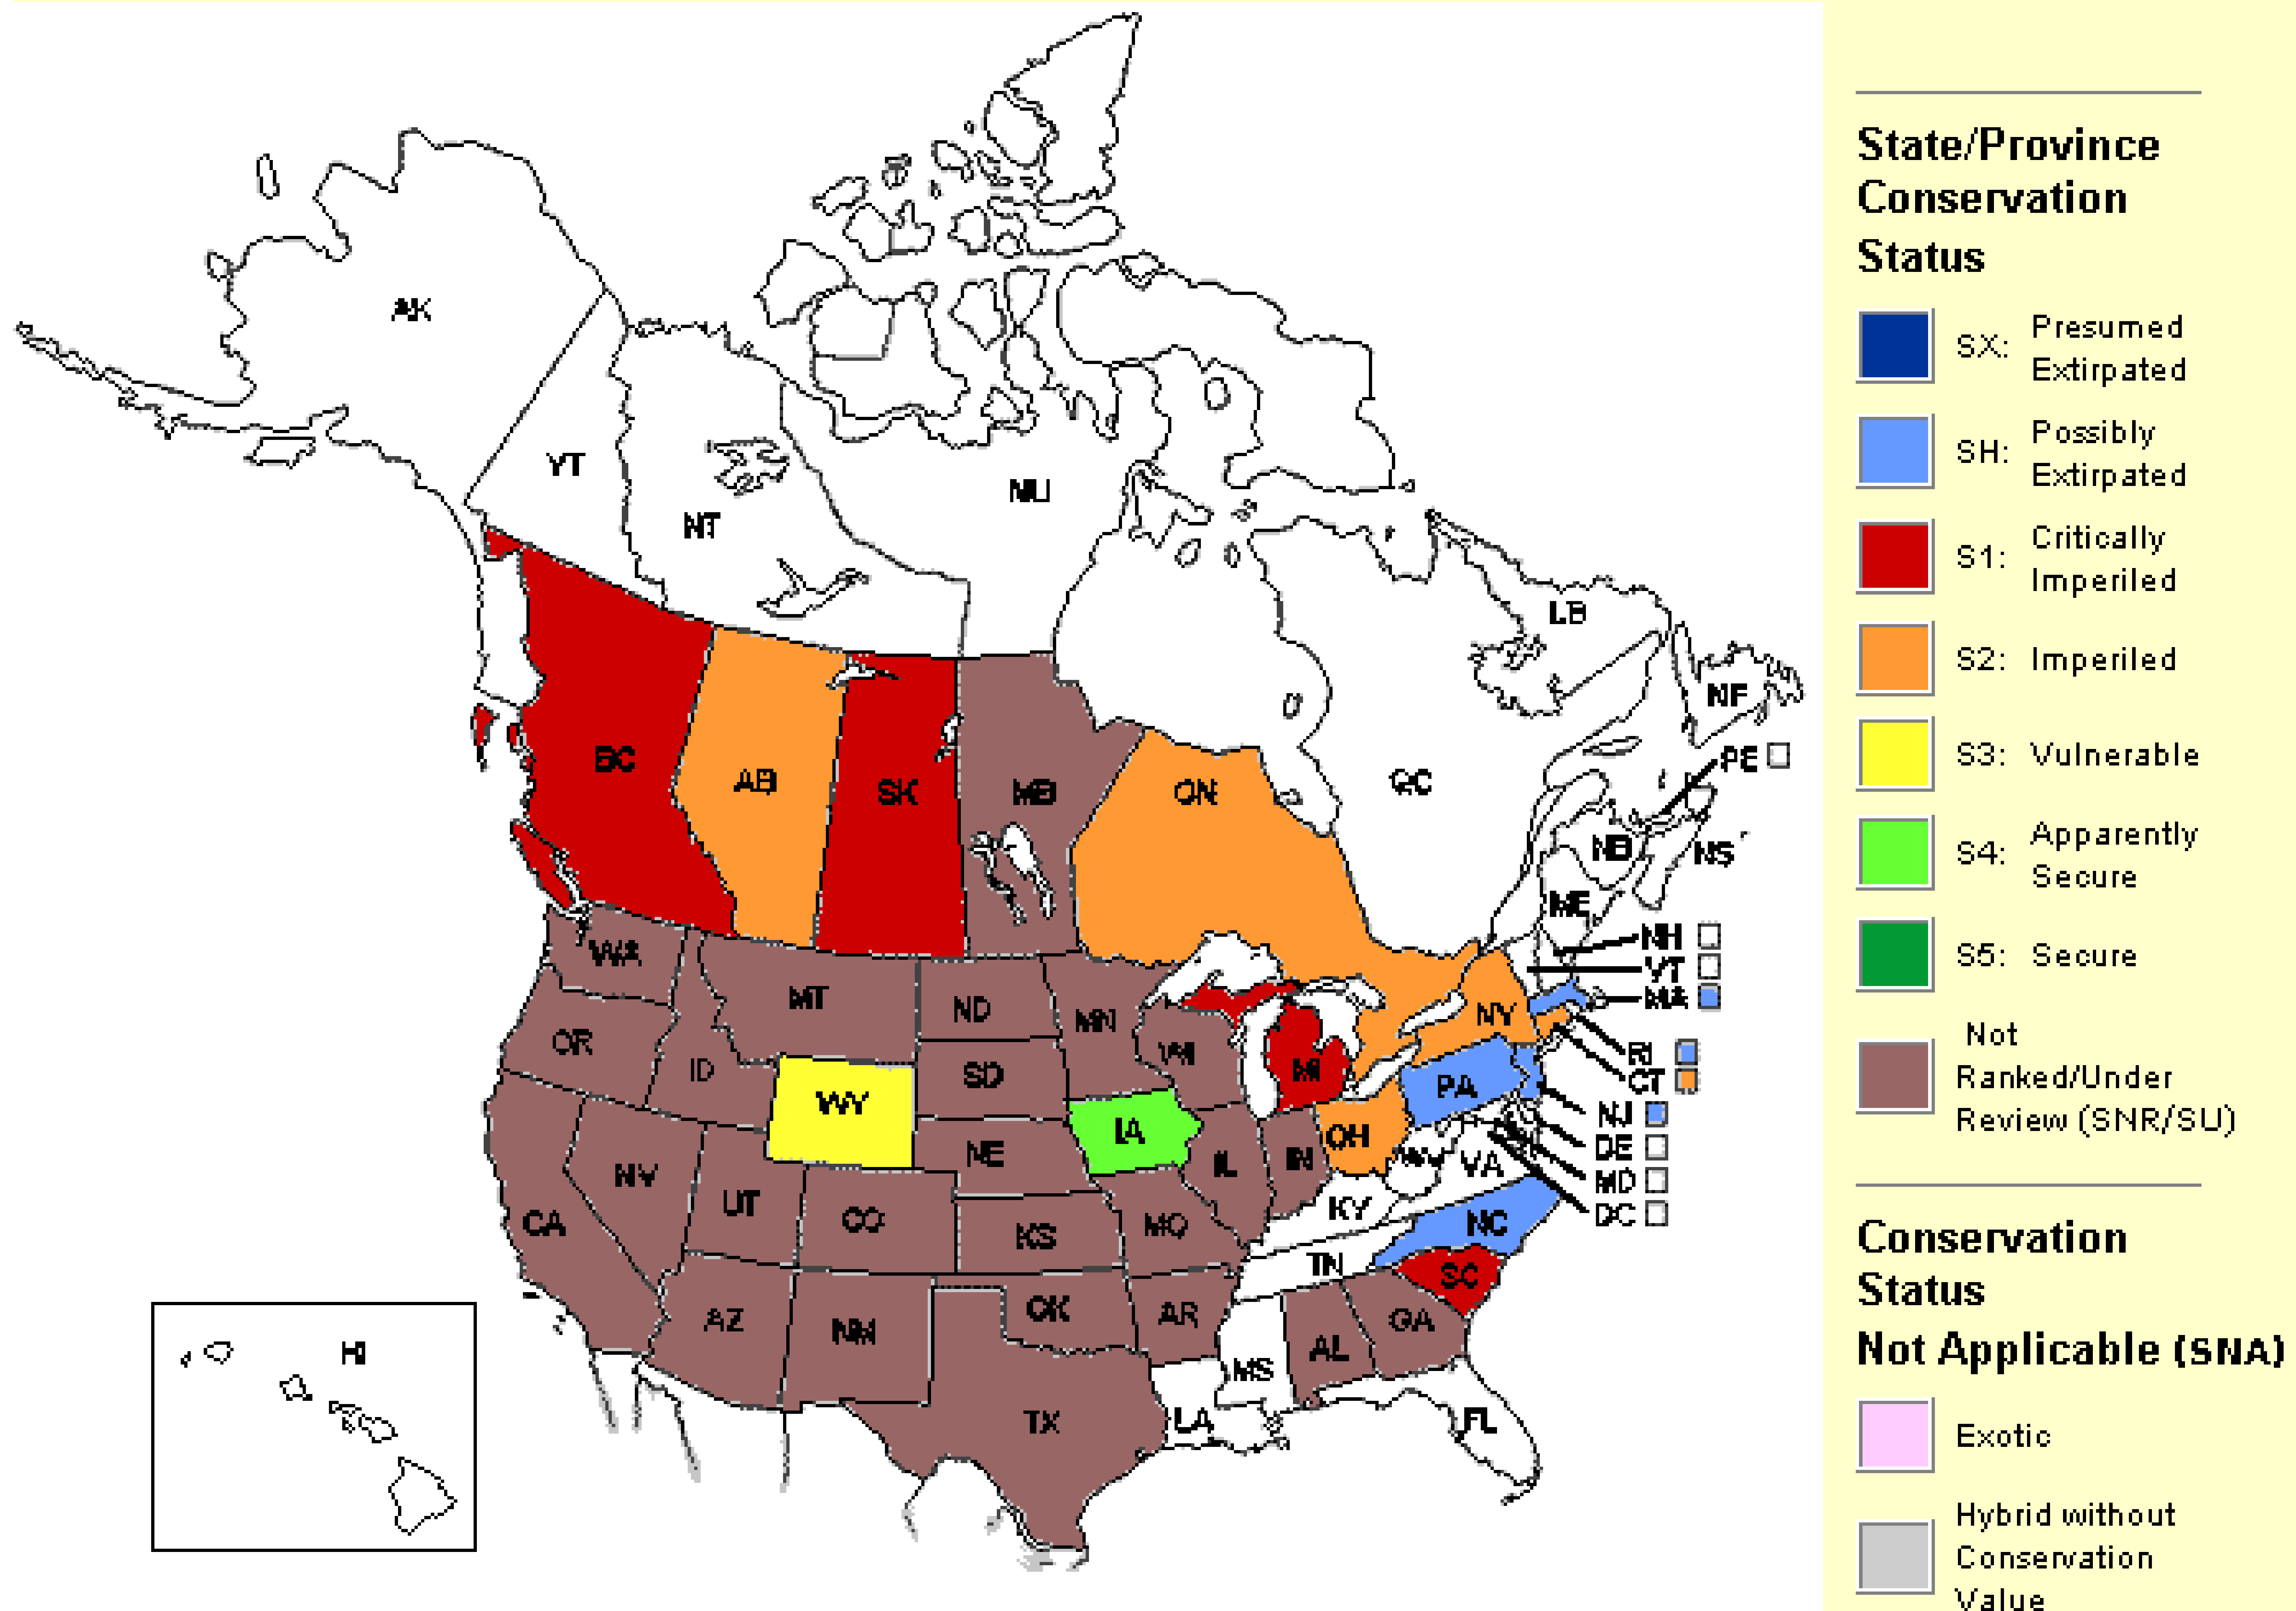 AK
YT
NT
NU
LB
NF
PE
BC
AB
SK
MB
ON
QC
NB
NS
ME
NH
VT
MA
WA
MT
ND
MN
NY
OR
ID
SD
WI
MI
RI
CT
WY
PA
NJ
IA
OH
DE
NE
IL
IN
WV
VA
MD
NV
UT
CO
KS
MO
KY
DC
CA
NC
TN
SC
AZ
NM
OK
AR
GA
AL
HI
MS
TX
LA
FL
State/Province
Conservation
Status
SX: Presumed
Extirpated
SH: Possibly
Extirpated
S1: Critically
Imperiled
S2: Imperiled
S3: Vulnerable
S4: Apparently
Secure
S5: Secure
Not
Ranked/Under
Review (SNR/SU)
Conservation
Status
Not Applicable (SNA)
Exotic
Hybrid without
Conservation
Value